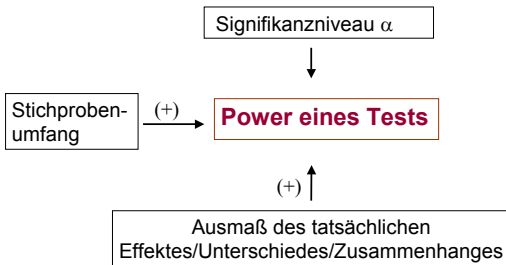 Signifikanzniveau α
Stichproben-
umfang
(+)
Power eines Tests
(+)
Ausmaß des tatsächlichen
Effektes/Unterschiedes/Zusammenhanges